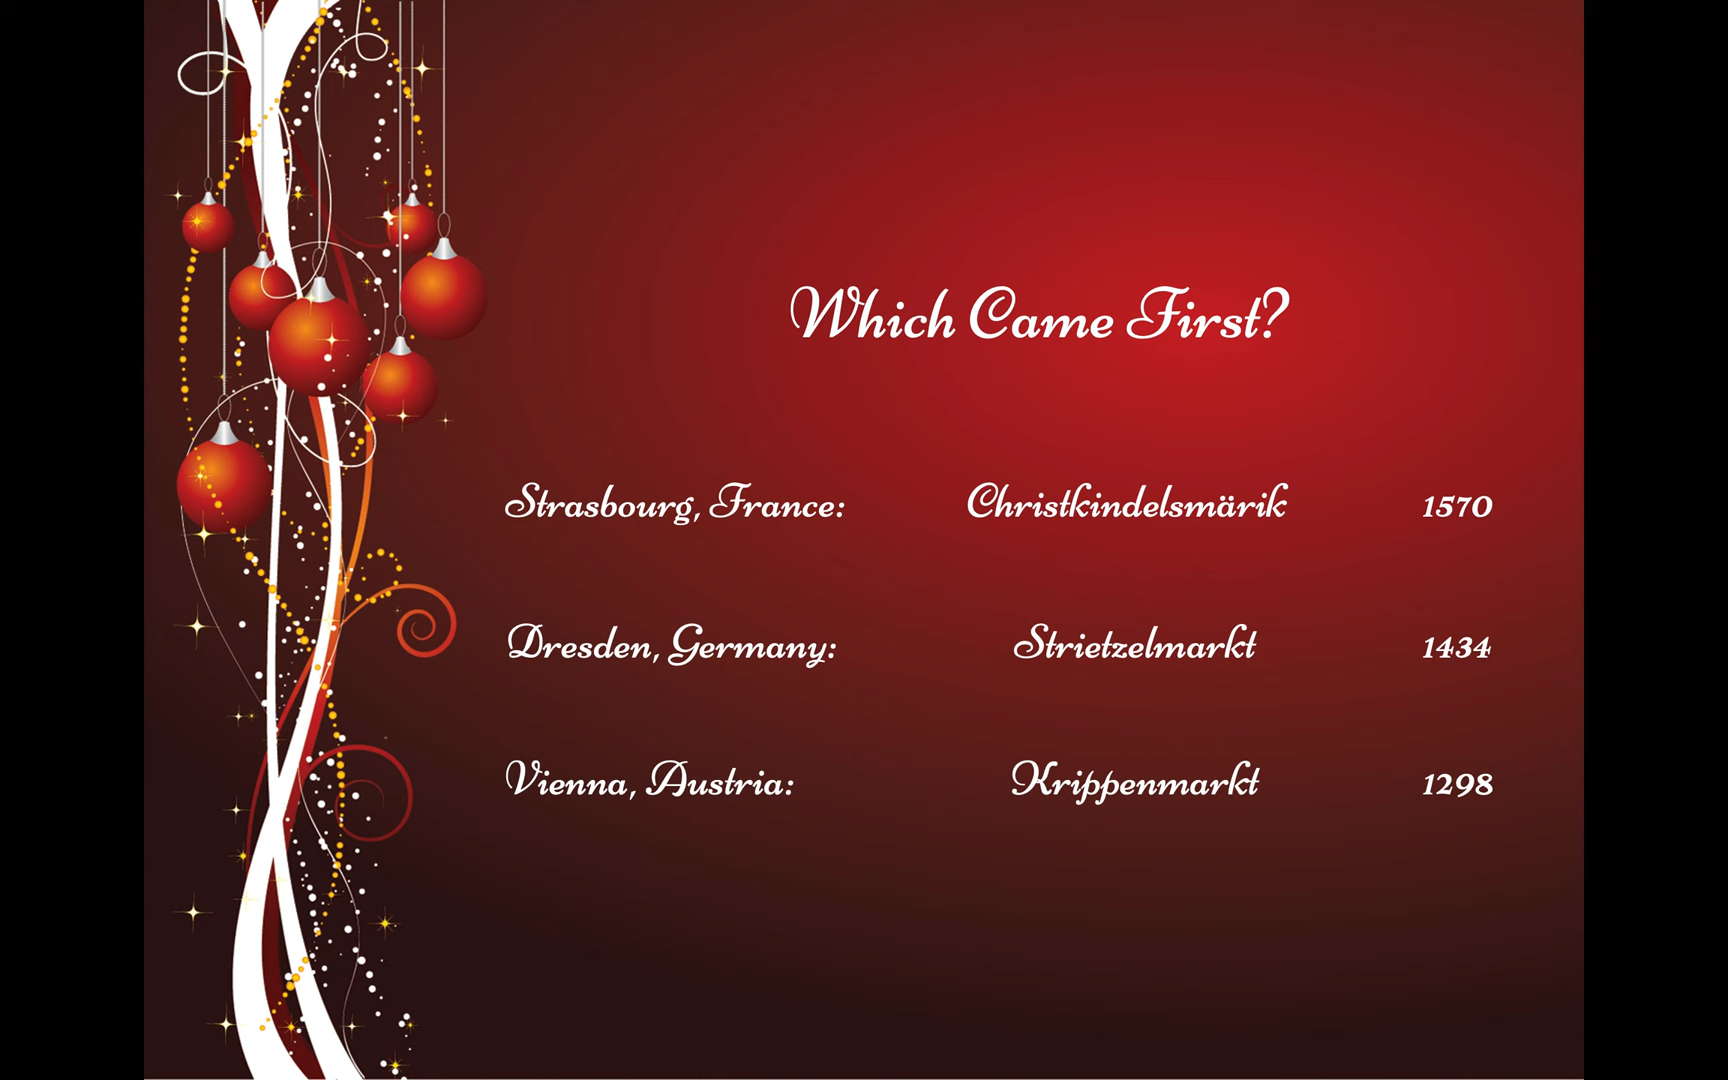 Which Came First?
Strasbourg, France: Christkindelsmärik 1570
Dresden, Germany: Strietzelmarkt 1434
Vienna, Austria: Krippenmarkt 1298